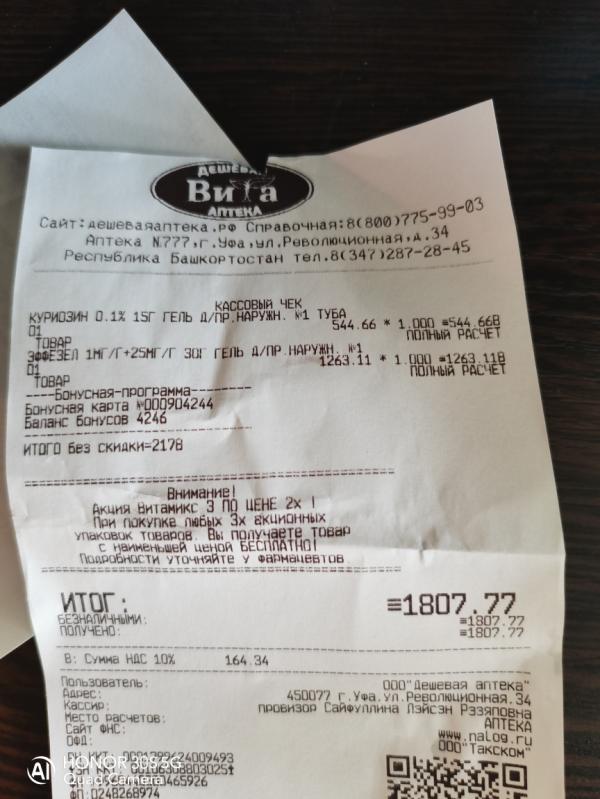 ДЕШЕВАЯ
Вита
АПТЕКА
Сайт:дешеваяаптека.рф Справочная:8(800)775-99-03
Аптека N.777,г.Уфа,ул.Революционная,д.34
Республика Башкортостан тел.8(347)287-28-45
КАССОВЫЙ ЧЕК
КУРИОЗИН 0.1% 15Г ГЕЛЬ Д/ПР.НАРУЖН. №1 ТУБА
01 544.66 * 1.000 ≡544.66В
ТОВАР ПОЛНЫЙ РАСЧЕТ
ЭФФЕЗЕЛ 1МГ/Г+25МГ/Г 30Г ГЕЛЬ Д/ПР.НАРУЖН. №1
01 1263.11 * 1.000 ≡1263.11В
ТОВАР ПОЛНЫЙ РАСЧЕТ
----Бонусная-программа--------
Бонусная карта №000904244
Баланс бонусов 4246
ИТОГО без скидки=2178
Внимание!
Акция Витамикс 3 ПО ЦЕНЕ 2х !
При покупке любых 3х акционных
упаковок товаров. Вы получаете товар
с наименьшей ценой БЕСПЛАТНО!
Подробности уточняйте у фармацевтов
ИТОГ: ≡1807.77
БЕЗНАЛИЧНЫМИ: ≡1807.77
ПОЛУЧЕНО: ≡1807.77
В: Сумма НДС 10% 164.34
Пользователь: ООО"Дешевая аптека"
Адрес: 450077 г.Уфа,ул.Революционная,34
Кассир: провизор Сайфуллина Ляйсэн Рэзяповна
Место расчетов: АПТЕКА
Сайт ФНС: www.nalog.ru
ОФД: ООО "Такском"
ФП:0248268974
AI HONOR 30S 5G
Quad Camera